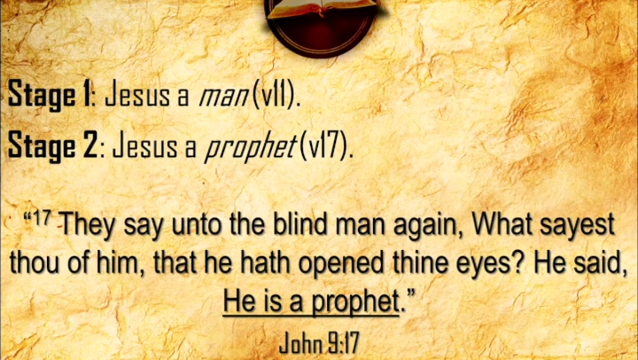 Stage 1: Jesus a man (v11).
Stage 2: Jesus a prophet (v17).
“17 They say unto the blind man again, What sayest
thou of him, that he hath opened thine eyes? He said,
He is a prophet.”
John 9:17